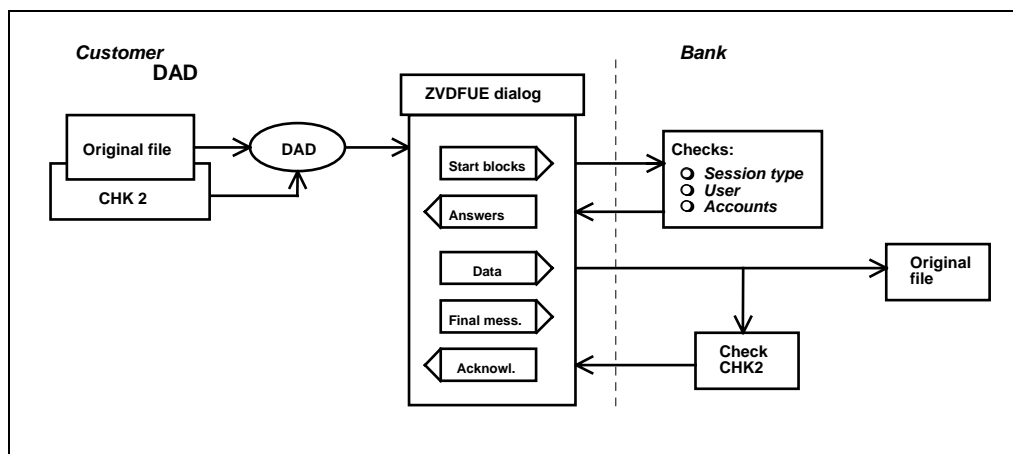 Customer
DAD
Bank
ZVDFUE dialog
Original file
CHK 2
DAD
Start blocks
Answers
Data
Final mess.
Acknowl.
Checks:
Session type
User
Accounts
Original
file
Check
CHK2